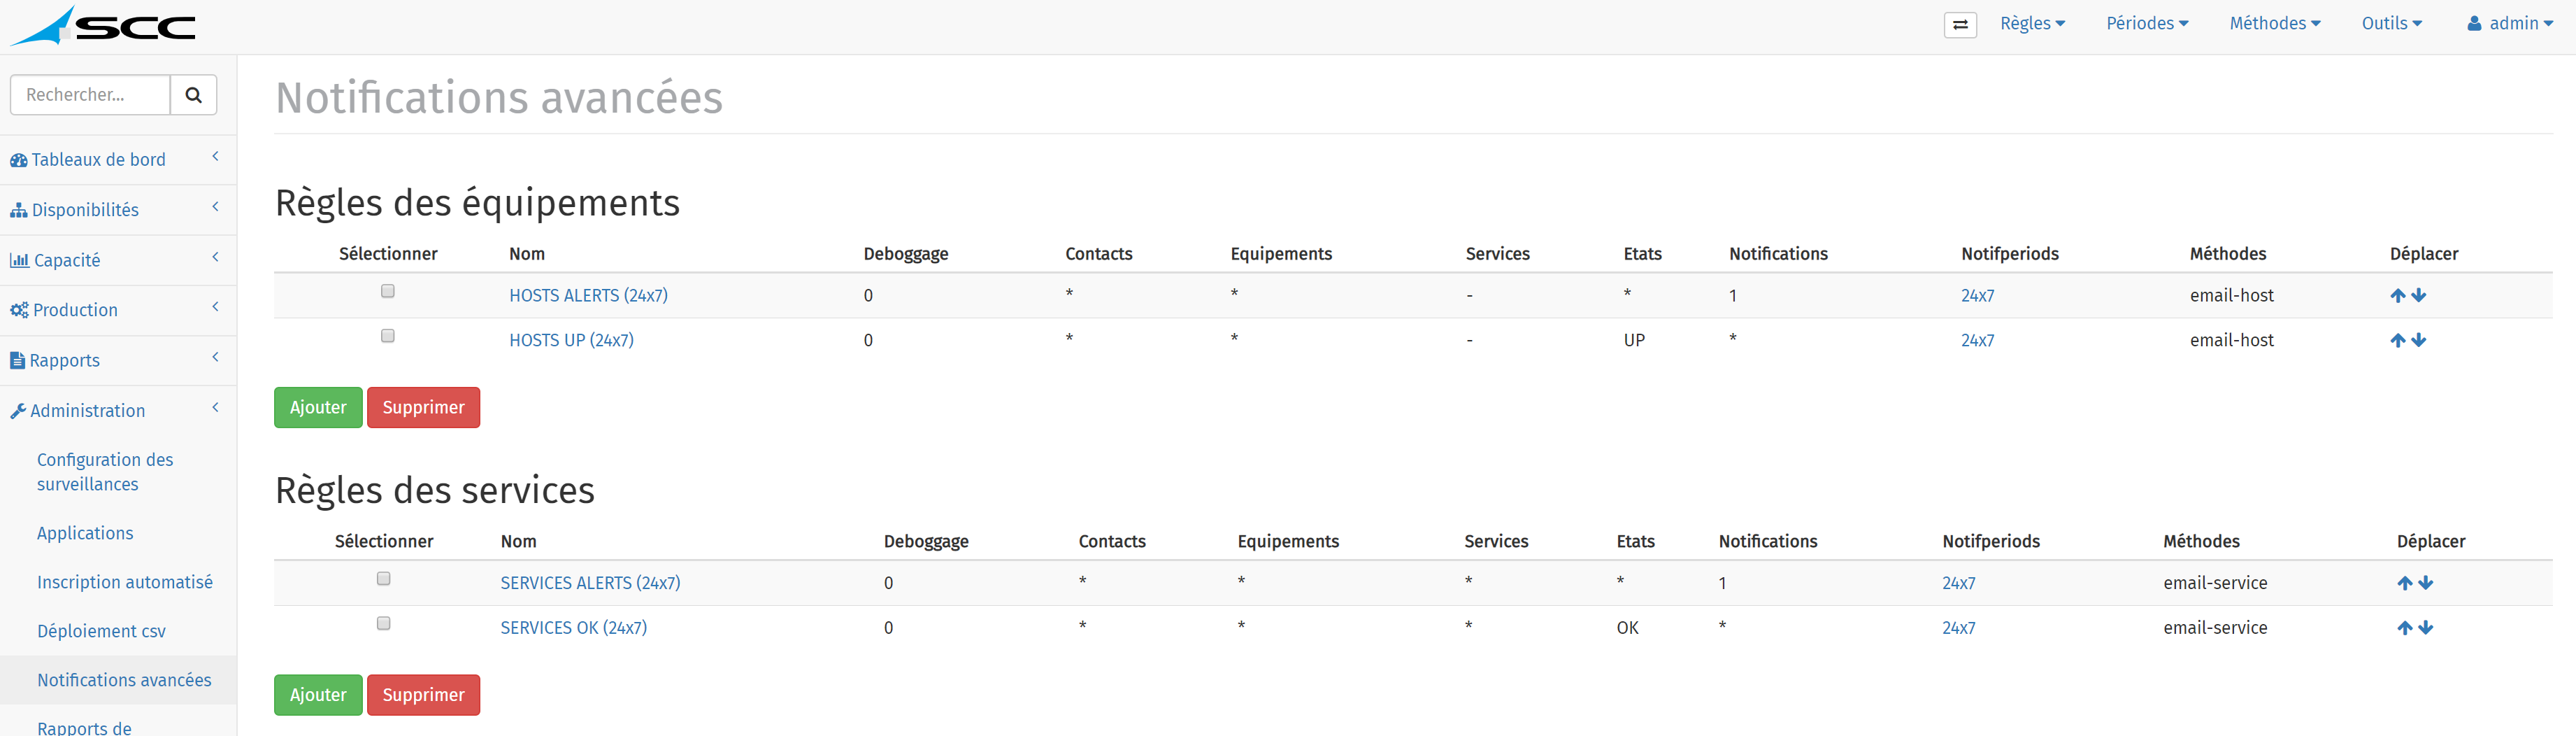 SCC
Règles
Périodes
Méthodes
Outils
admin
Rechercher...
Tableaux de bord
Disponibilités
Capacité
Production
Rapports
Administration
Configuration des
surveillances
Applications
Inscription automatisé
Déploiement csv
Notifications avancées
Rapports de
Notifications avancées
Règles des équipements
Sélectionner Nom Deboggage Contacts Equipements Services Etats Notifications Notifperiods Méthodes Déplacer
HOSTS ALERTS (24x7) 0 * * - * 1 24x7 email-host
HOSTS UP (24x7) 0 * * - UP * 24x7 email-host
Ajouter Supprimer
Règles des services
Sélectionner Nom Deboggage Contacts Equipements Services Etats Notifications Notifperiods Méthodes Déplacer
SERVICES ALERTS (24x7) 0 * * * * 1 24x7 email-service
SERVICES OK (24x7) 0 * * * OK * 24x7 email-service
Ajouter Supprimer